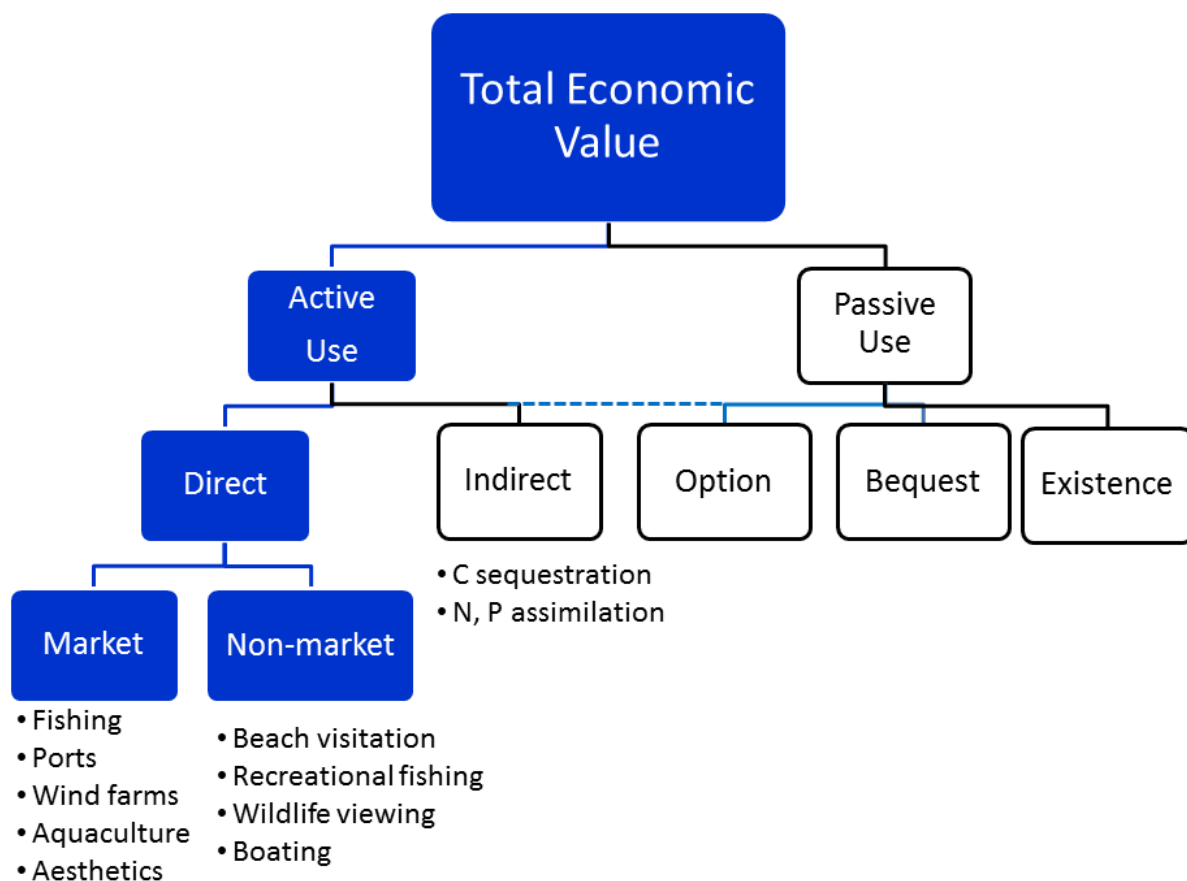 Total Economic
Value
Active
Use
Passive
Use
Direct
Indirect
Option
Bequest
Existence
• C sequestration
• N, P assimilation
Market
Non-market
• Fishing
• Ports
• Wind farms
• Aquaculture
• Aesthetics
• Beach visitation
• Recreational fishing
• Wildlife viewing
• Boating